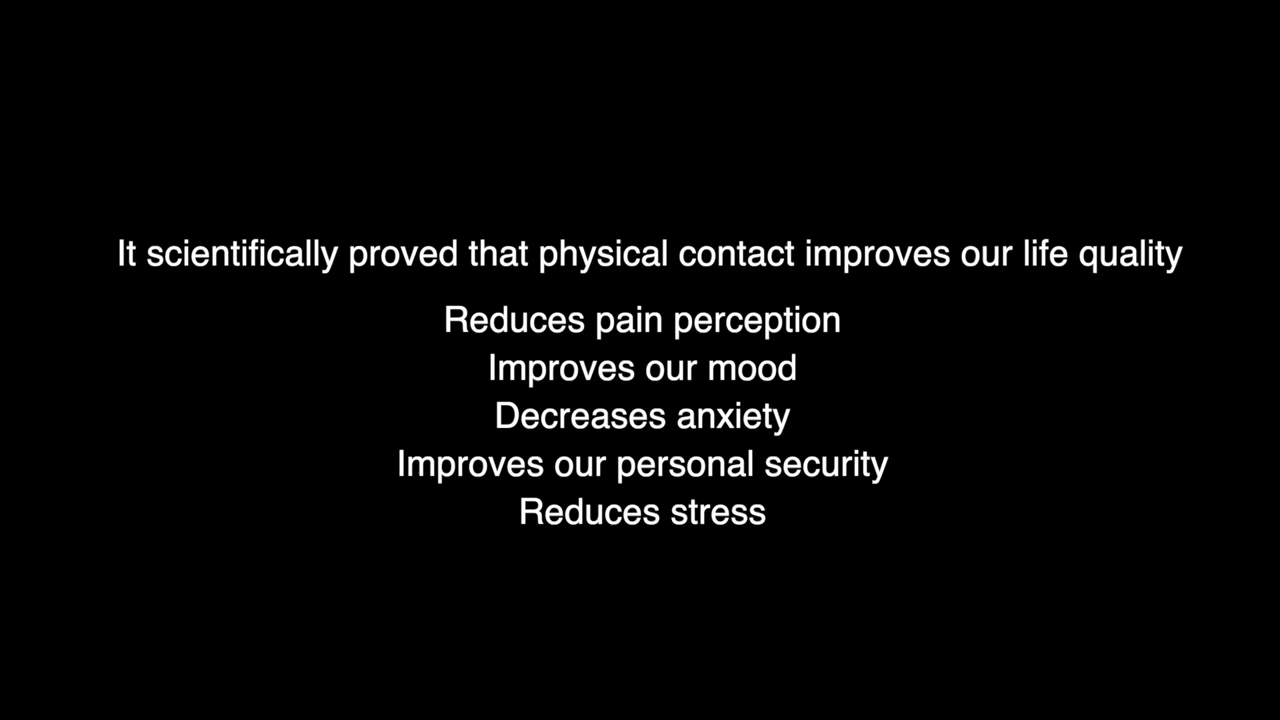 It scientifically proved that physical contact improves our life quality
Reduces pain perception
Improves our mood
Decreases anxiety
Improves our personal security
Reduces stress